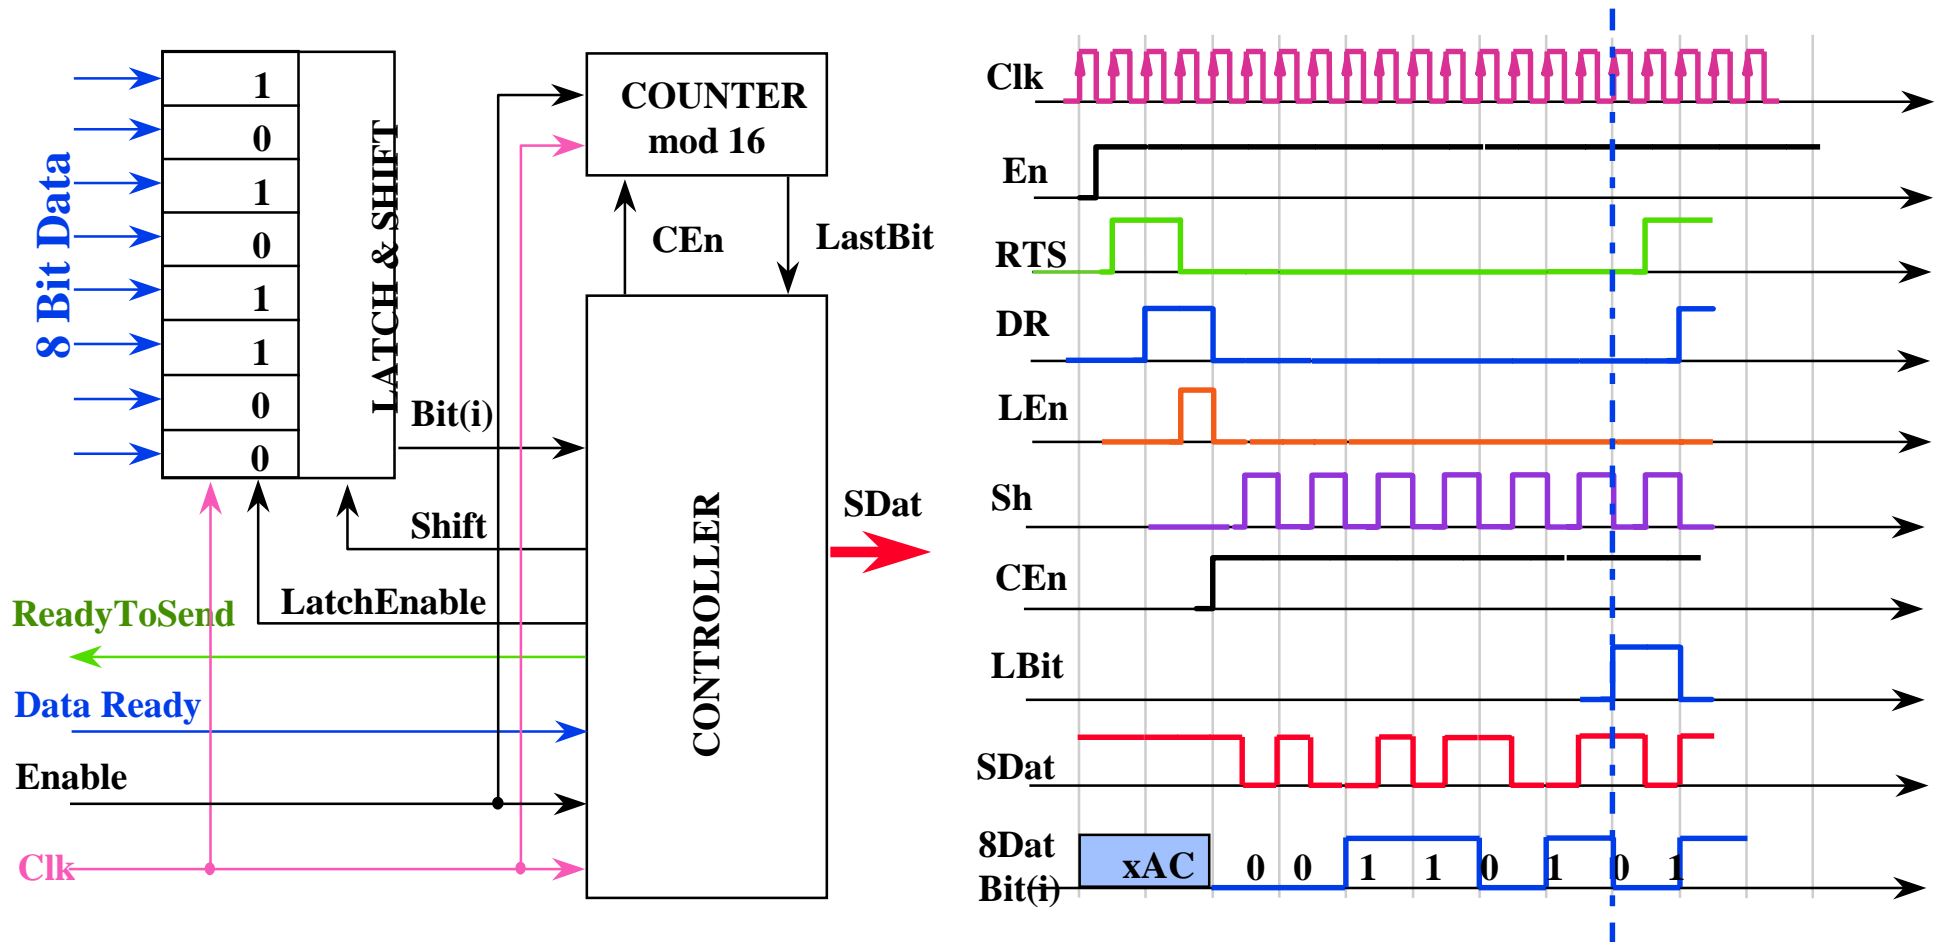 8 Bit Data
1
0
1
0
1
1
0
0
LATCH & SHIFT
COUNTER
mod 16
CEn
LastBit
Bit(i)
Shift
LatchEnable
ReadyToSend
Data Ready
Enable
Clk
CONTROLLER
SDat
Clk
En
RTS
DR
LEn
Sh
CEn
LBit
SDat
8Dat
Bit(i)
xAC 0 0 1 1 0 1 0 1